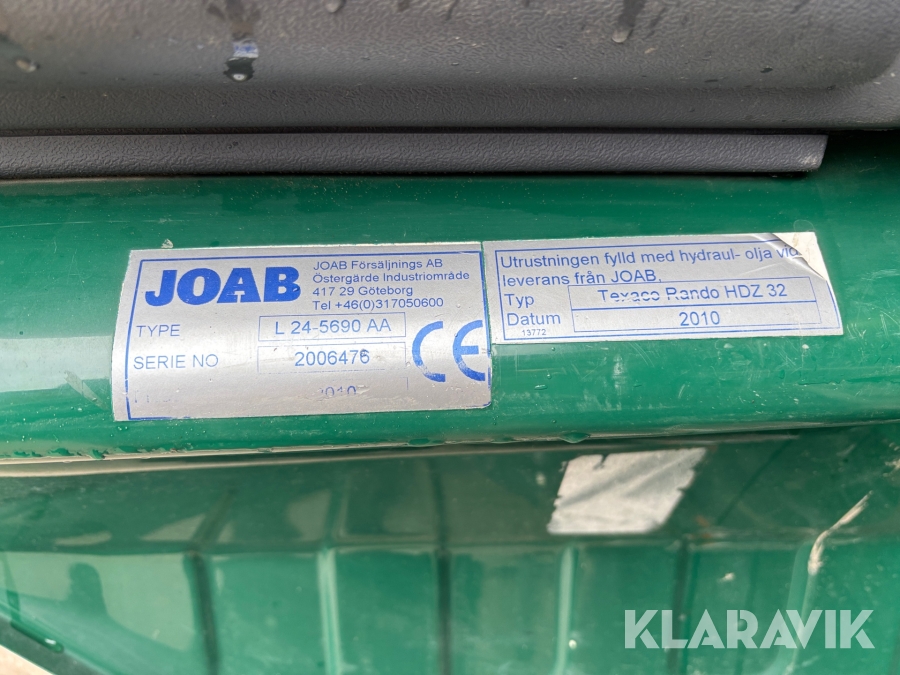 JOAB
JOAB Försäljnings AB
Östergärde Industriområde
417 29 Göteborg
Tel +46(0)317050600
TYPE L 24-5690 AA
SERIE NO 2006476
CE
Utrustningen fylld med hydraul- olja vid
leverans från JOAB.
Typ Texaco Rando HDZ 32
Datum 2010
13772
KLARAVIK